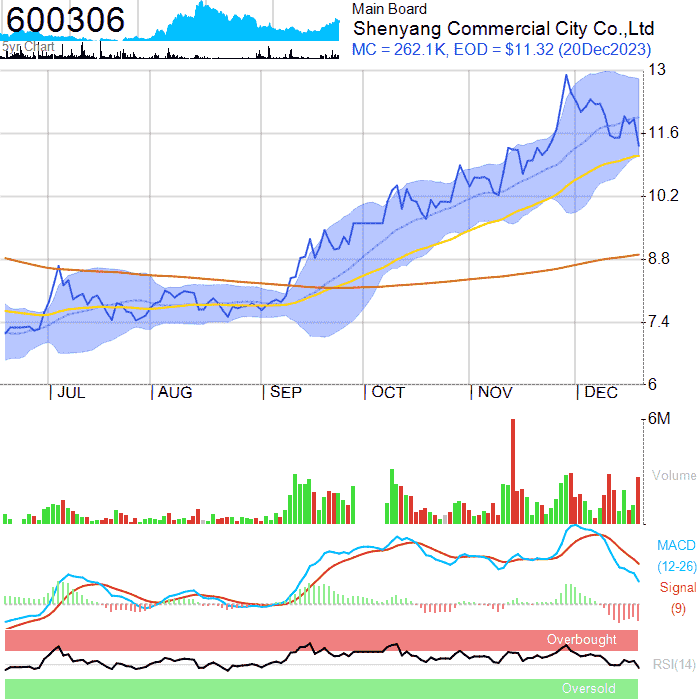 600306
5yr Chart
Main Board
Shenyang Commercial City Co.,Ltd
MC = 262.1K, EOD = $11.32 (20Dec2023)
13
11.6
10.2
8.8
7.4
6
JUL
AUG
SEP
OCT
NOV
DEC
6M
Volume
MACD
(12-26)
Signal
(9)
Overbought
RSI(14)
Oversold